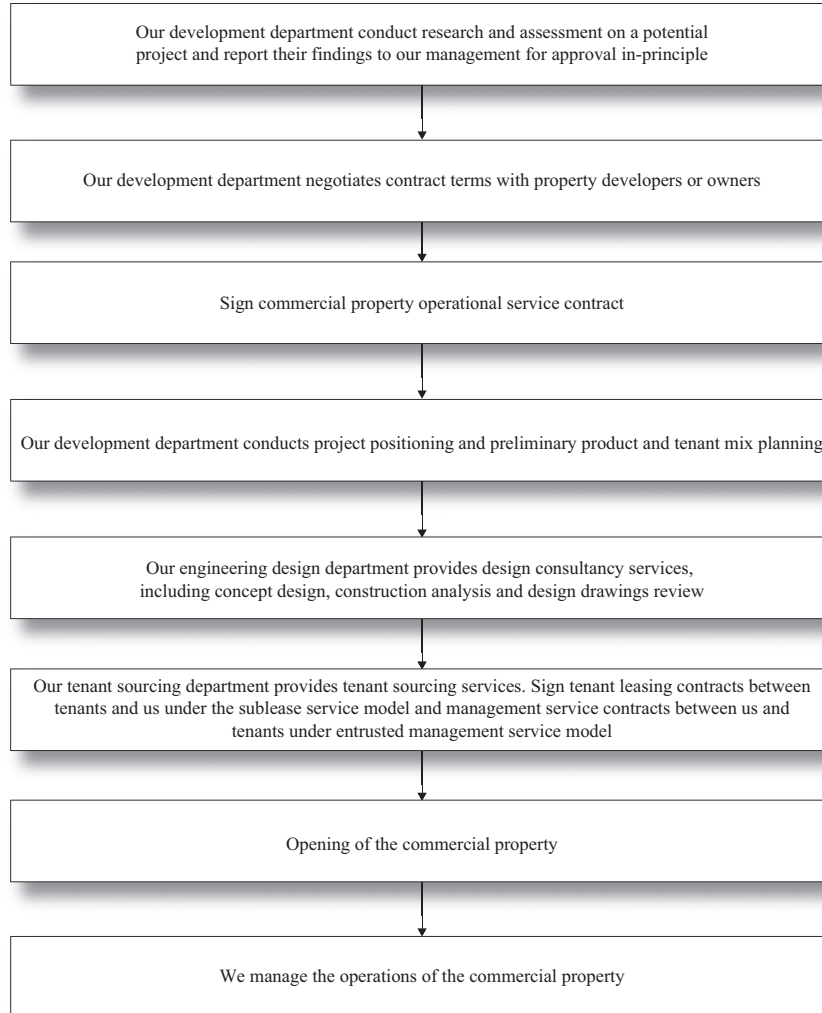 Our development department conduct research and assessment on a potential
project and report their findings to our management for approval in-principle
Our development department negotiates contract terms with property developers or owners
Sign commercial property operational service contract
Our development department conducts project positioning and preliminary product and tenant mix planning
Our engineering design department provides design consultancy services,
including concept design, construction analysis and design drawings review
Our tenant sourcing department provides tenant sourcing services. Sign tenant leasing contracts between
tenants and us under the sublease service model and management service contracts between us and
tenants under entrusted management service model
Opening of the commercial property
We manage the operations of the commercial property